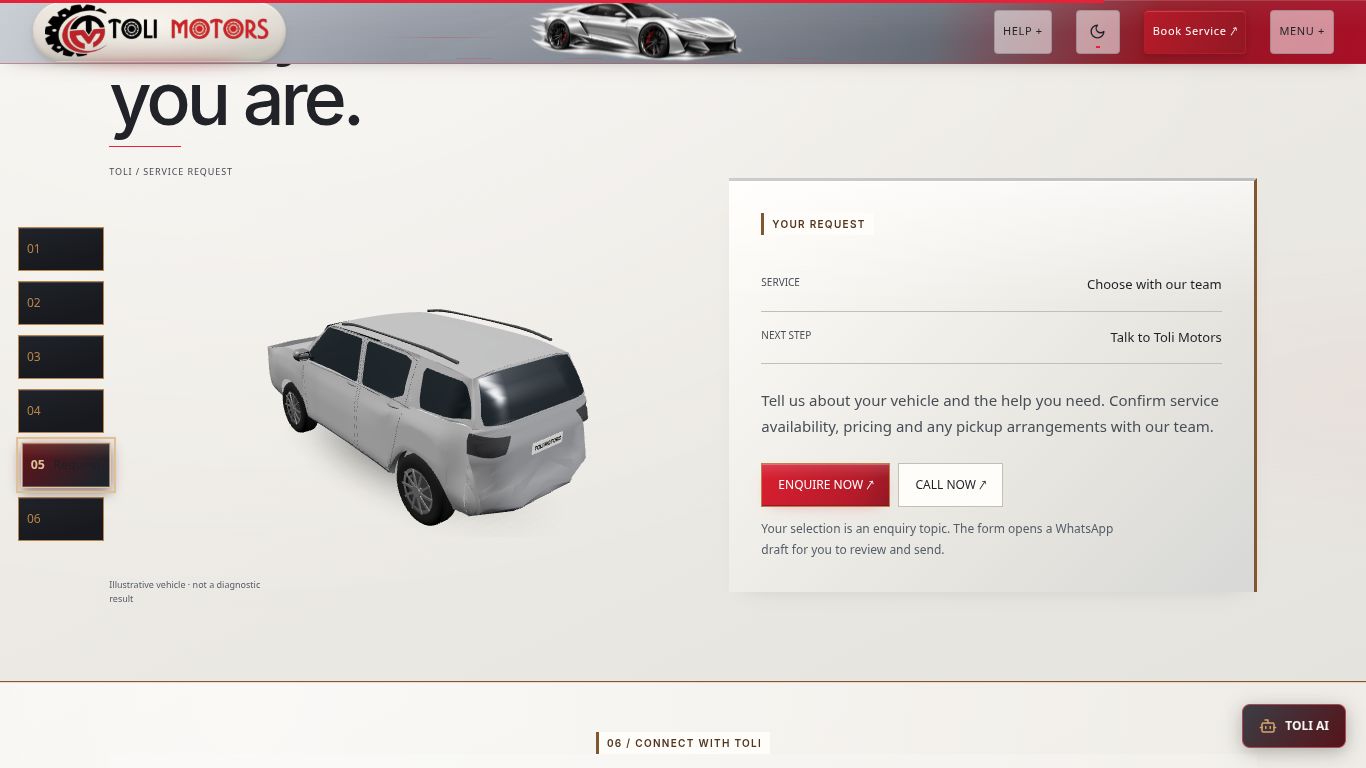 TOLI MOTORS
HELP +
Book Service ↗
MENU +
you are.
TOLI / SERVICE REQUEST
01
02
03
04
05 Request
06
TOLI MOTORS
Illustrative vehicle · not a diagnostic
result
YOUR REQUEST
SERVICE Choose with our team
NEXT STEP Talk to Toli Motors
Tell us about your vehicle and the help you need. Confirm service
availability, pricing and any pickup arrangements with our team.
ENQUIRE NOW ↗ CALL NOW ↗
Your selection is an enquiry topic. The form opens a WhatsApp
draft for you to review and send.
06 / CONNECT WITH TOLI
TOLI AI